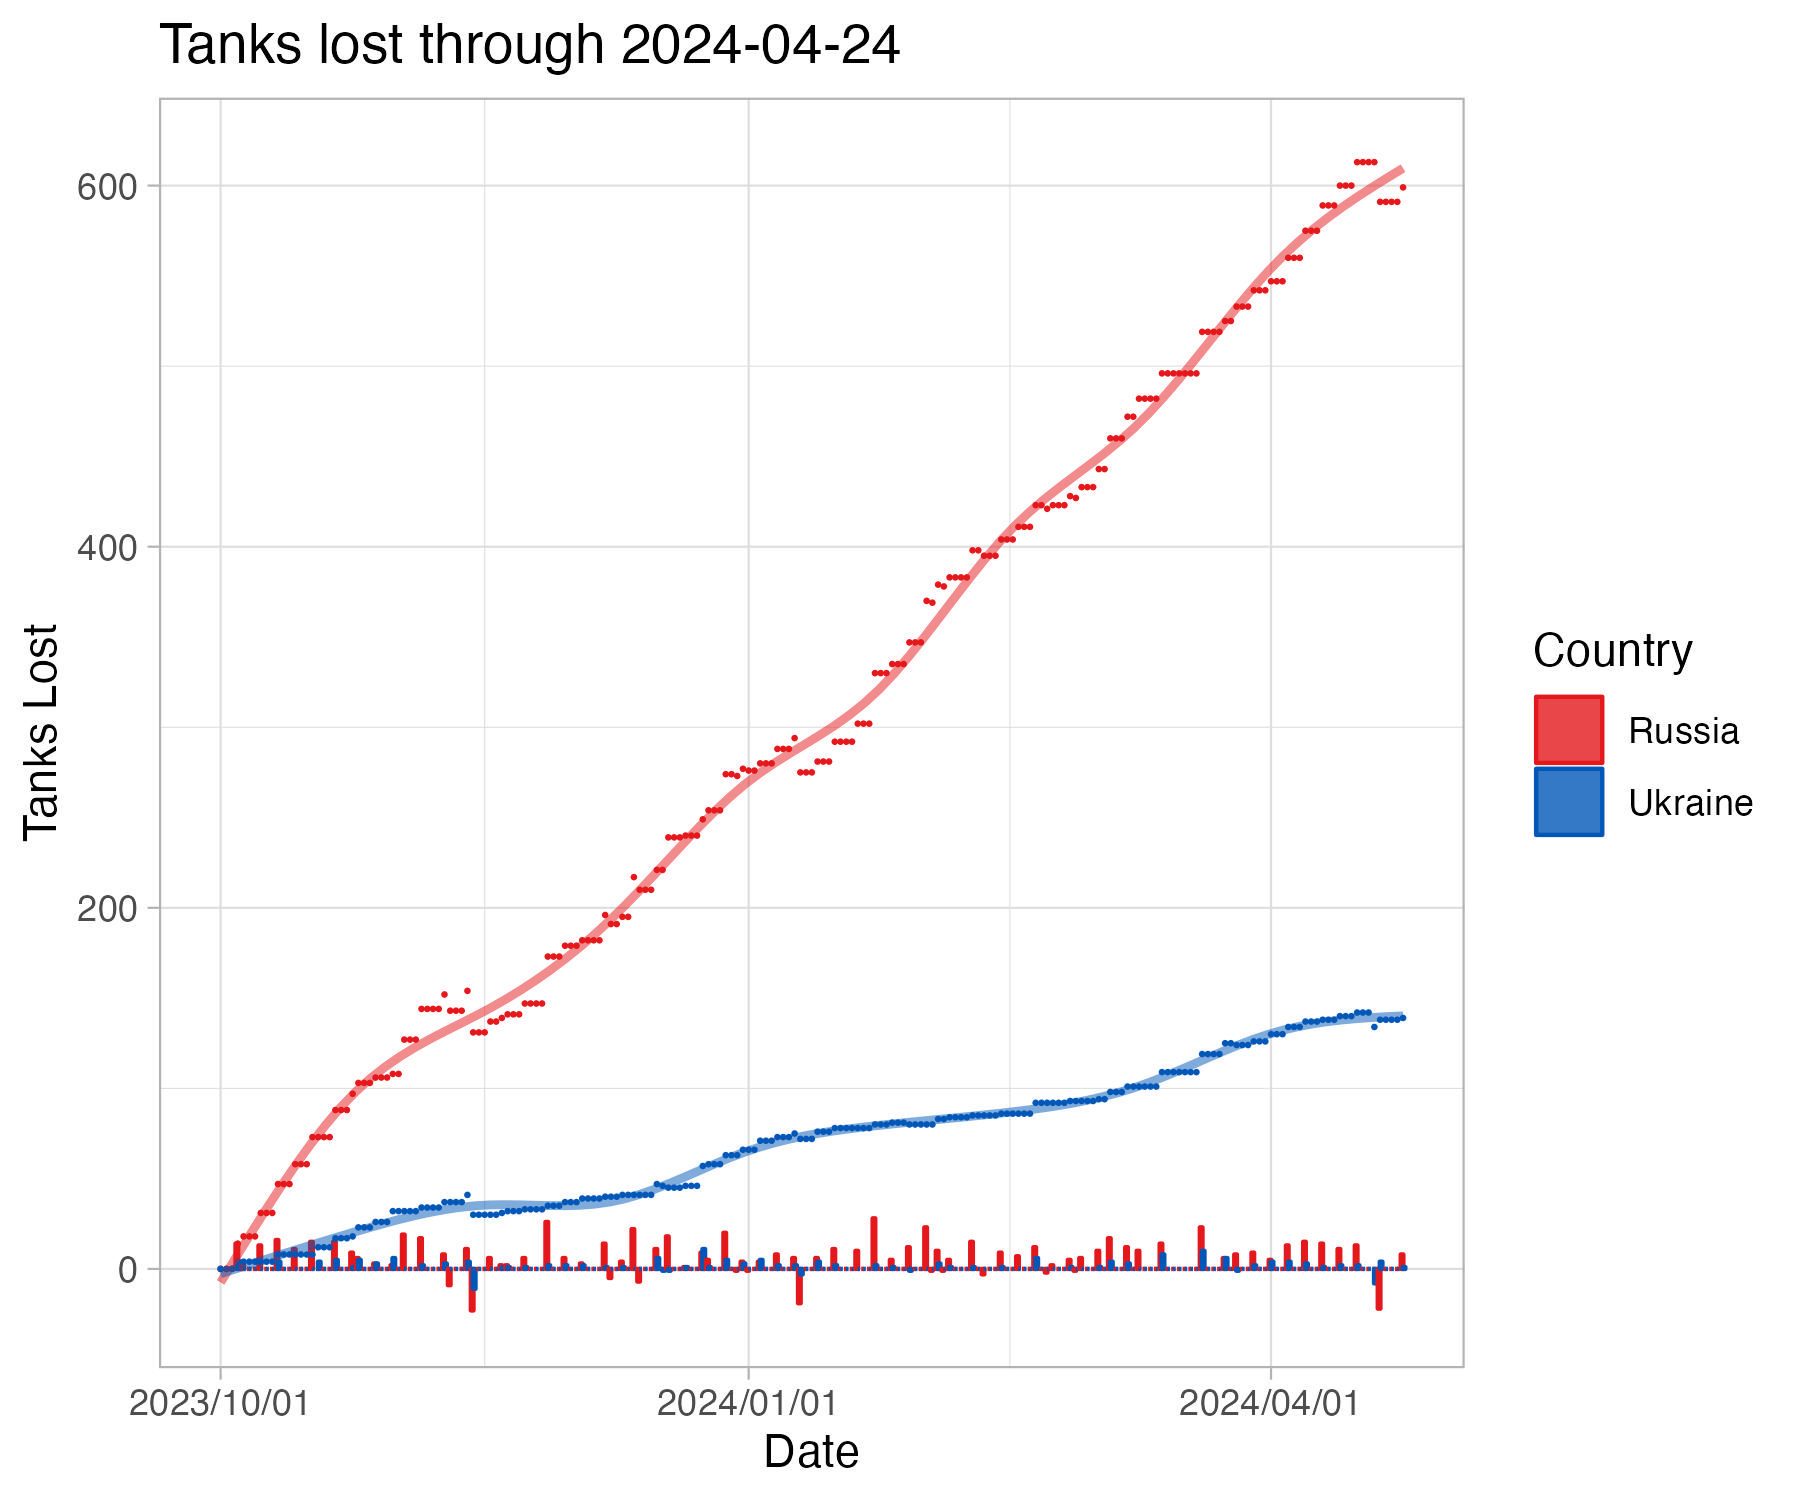 Tanks lost through 2024-04-24
600
400
200
0
Tanks Lost
2023/10/01
2024/01/01
2024/04/01
Date
Country
Russia
Ukraine